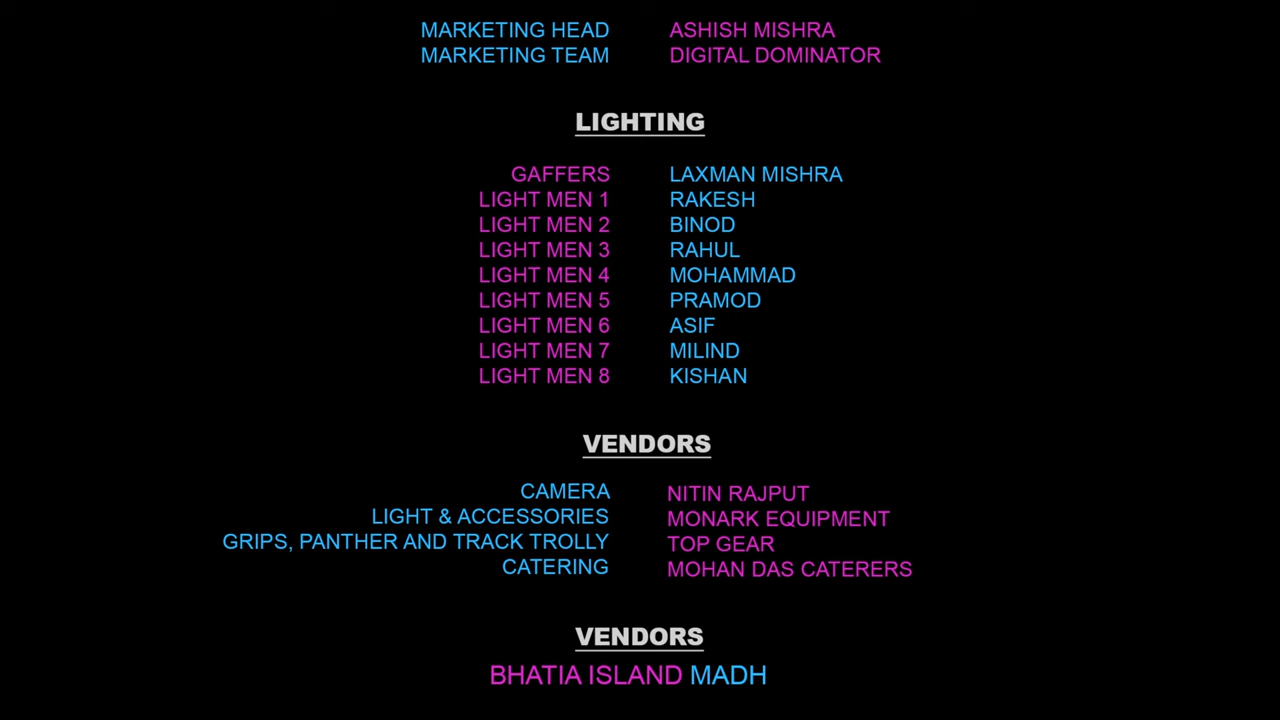 MARKETING HEAD ASHISH MISHRA
MARKETING TEAM DIGITAL DOMINATOR
LIGHTING
GAFFERS LAXMAN MISHRA
LIGHT MEN 1 RAKESH
LIGHT MEN 2 BINOD
LIGHT MEN 3 RAHUL
LIGHT MEN 4 MOHAMMAD
LIGHT MEN 5 PRAMOD
LIGHT MEN 6 ASIF
LIGHT MEN 7 MILIND
LIGHT MEN 8 KISHAN
VENDORS
CAMERA NITIN RAJPUT
LIGHT & ACCESSORIES MONARK EQUIPMENT
GRIPS, PANTHER AND TRACK TROLLY TOP GEAR
CATERING MOHAN DAS CATERERS
VENDORS
BHATIA ISLAND MADH